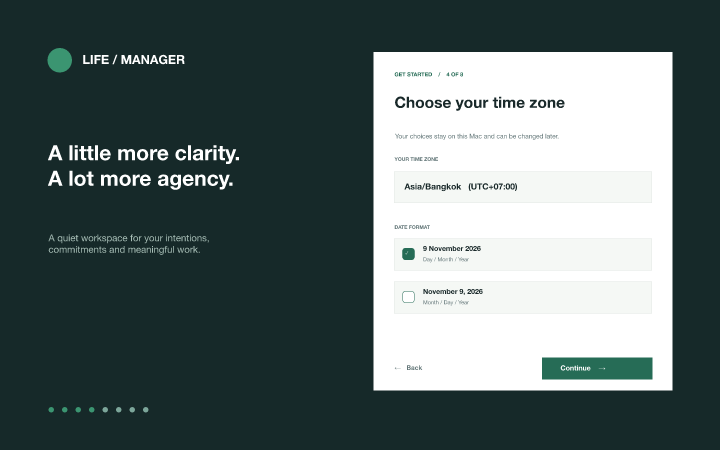 LIFE / MANAGER
A little more clarity.
A lot more agency.
A quiet workspace for your intentions,
commitments and meaningful work.
GET STARTED / 4 OF 8
Choose your time zone
Your choices stay on this Mac and can be changed later.
YOUR TIME ZONE
Asia/Bangkok (UTC+07:00)
DATE FORMAT
✓ 9 November 2026
Day / Month / Year
November 9, 2026
Month / Day / Year
← Back
Continue →